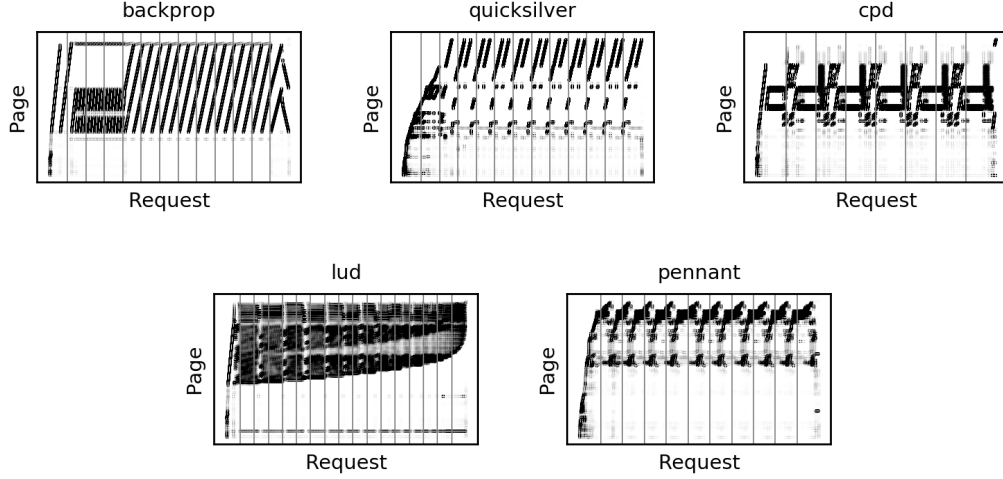 backprop
Page
Request
quicksilver
Page
Request
cpd
Page
Request
lud
Page
Request
pennant
Page
Request